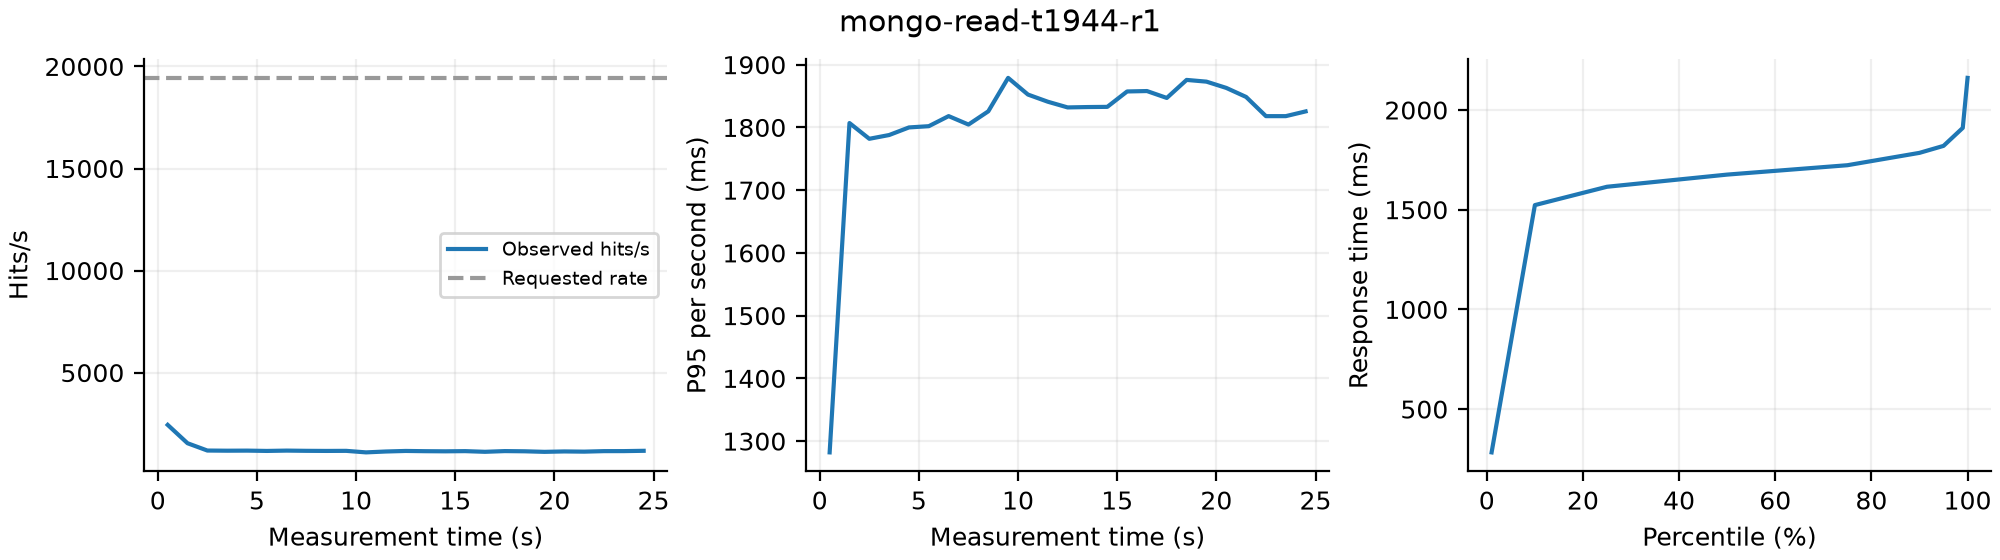 mongo-read-t1944-r1
Hits/s
20000
15000
10000
5000
Observed hits/s
Requested rate
0 5 10 15 20 25
Measurement time (s)
P95 per second (ms)
1900
1800
1700
1600
1500
1400
1300
0 5 10 15 20 25
Measurement time (s)
Response time (ms)
2000
1500
1000
500
0 20 40 60 80 100
Percentile (%)